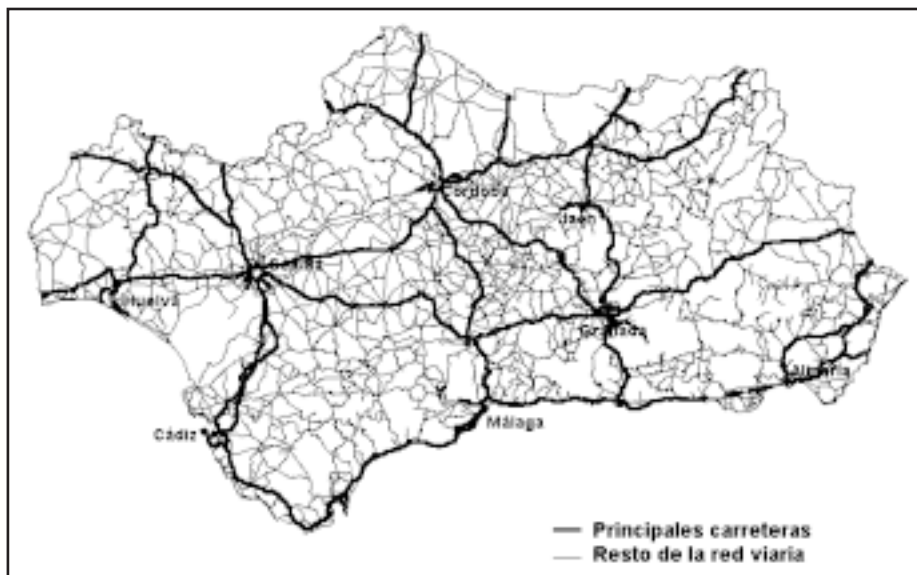 Córdoba
Jaén
Sevilla
Huelva
Granada
Almería
Cádiz
Málaga
Principales carreteras
Resto de la red viaria